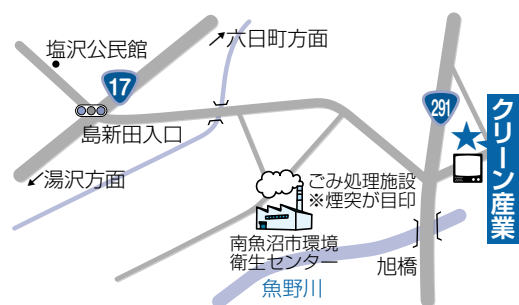 塩沢公民館
↗六日町方面
17
島新田入口
↙湯沢方面
291
クリーン産業
ごみ処理施設
※煙突が目印
南魚沼市環境
衛生センター
旭橋
魚野川